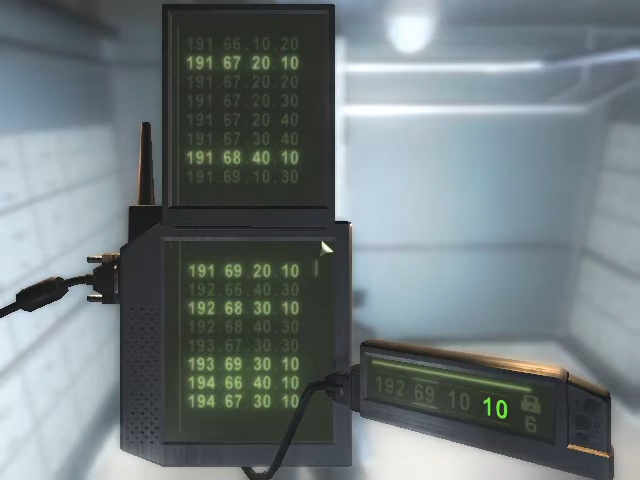 191 66.10.20
191 67 20 10
191.67.20.20
191.67.20.30
191.67.20.40
191.67.30.40
191 68 40 10
191.69.10.30
191 69 20 10
192.66.40.30
192 68 30 10
192.68.40.30
193.67.30.30
193 69 30 10
194 66 40 10
194 67 30 10
192 69 10 10
6